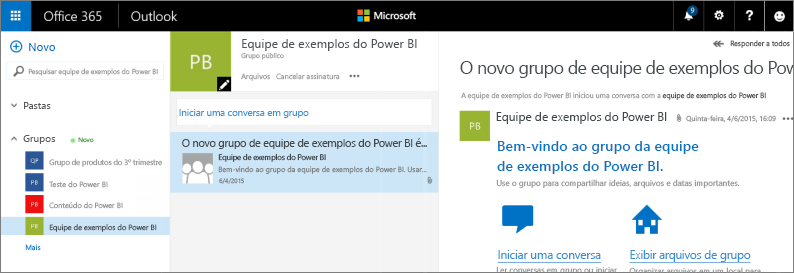 Office 365
Outlook
Microsoft
9
?
Novo
Pesquisar equipe de exemplos do Power BI
Pastas
Grupos
Novo
GP
Grupo de produtos do 3º trimestre
PB
Teste do Power BI
PB
Conteúdo do Power BI
PB
Equipe de exemplos do Power BI
Mais
PB
Equipe de exemplos do Power BI
Grupo público
Arquivos Cancelar assinatura
Iniciar uma conversa em grupo
O novo grupo de equipe de exemplos do Power BI é...
Equipe de exemplos do Power BI
Bem-vindo ao grupo da equipe de exemplos do Power BI. Usar...
6/4/2015
Responder a todos
O novo grupo de equipe de exemplos do Pow
A equipe de exemplos do Power BI iniciou uma conversa com a equipe de exemplos do Power BI
PB
Equipe de exemplos do Power BI
Quinta-feira, 4/6/2015, 16:09
Bem-vindo ao grupo da equipe
de exemplos do Power BI.
Use o grupo para compartilhar ideias, arquivos e datas importantes.
Iniciar uma conversa
Exibir arquivos de grupo
Ler conversas em grupo ou iniciar
Organizar arquivos em um local para